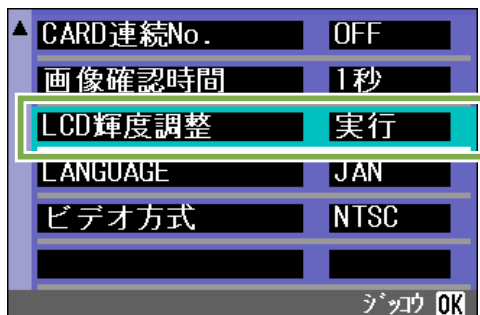 CARD連続No. OFF
画像確認時間 1秒
LCD輝度調整 実行
LANGUAGE JAN
ビデオ方式 NTSC
ジッコウ OK